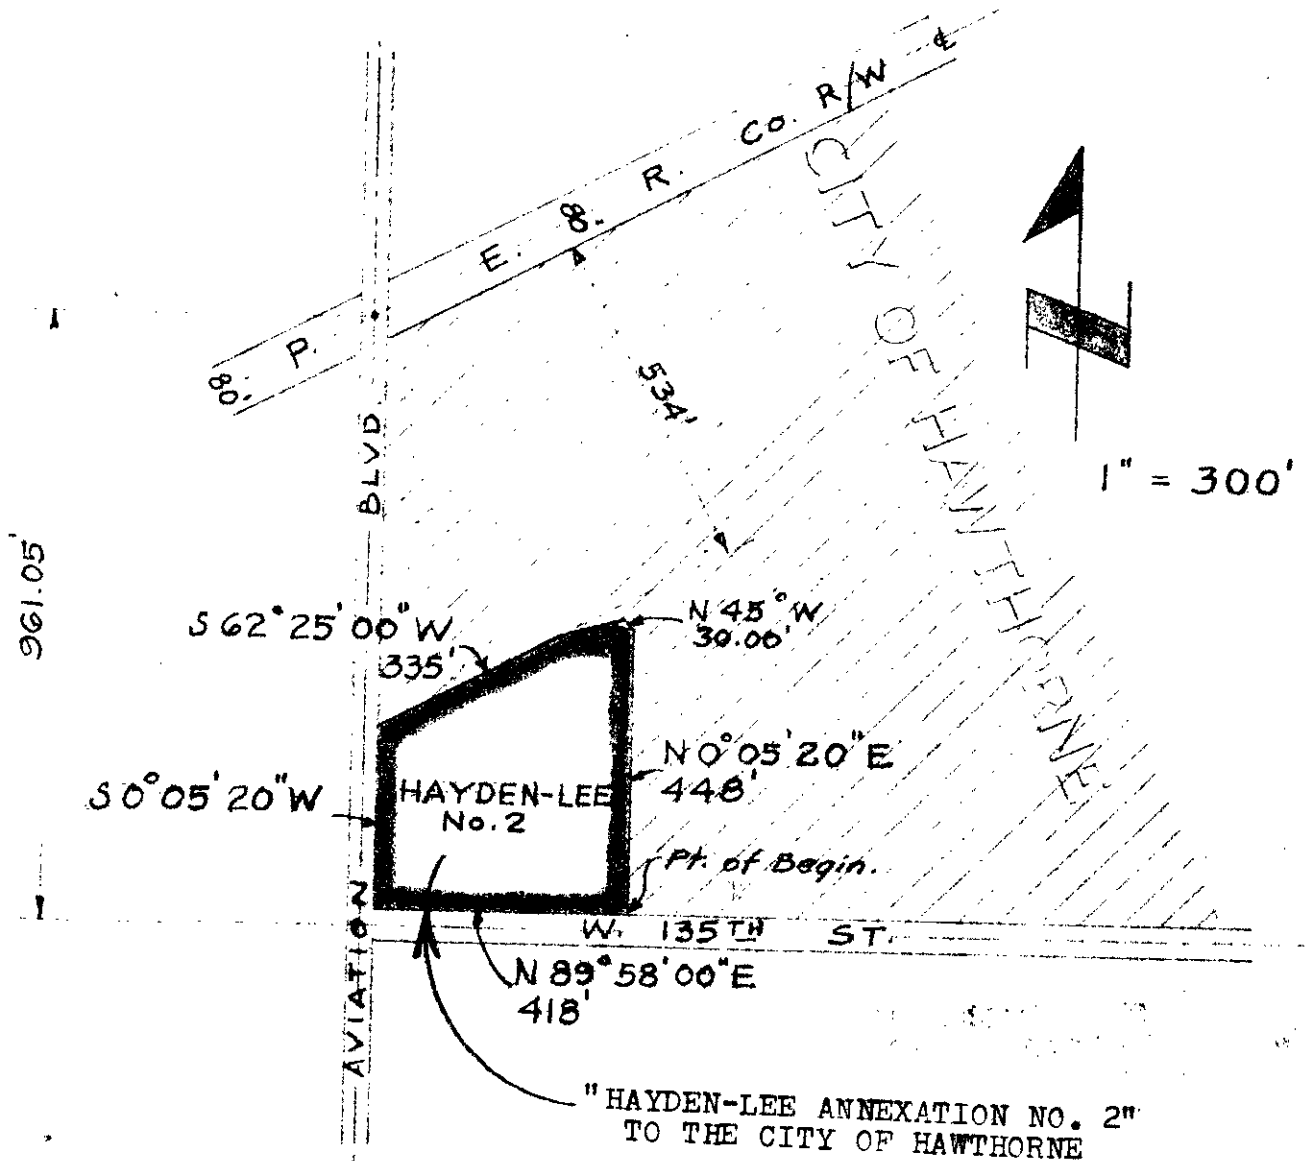 P. E. R. Co. R/W ℄
80'
80'
CITY OF HAWTHORNE
534'
1" = 300'
BLVD.
961.05'
S 62° 25' 00" W
335'
N 45° W
30.00'
N 0° 05' 20" E
448'
S 0° 05' 20" W
HAYDEN-LEE
No. 2
Pt. of Begin.
AVIATION
W. 135TH ST.
N 89° 58' 00" E
418'
"HAYDEN-LEE ANNEXATION NO. 2"
TO THE CITY OF HAWTHORNE